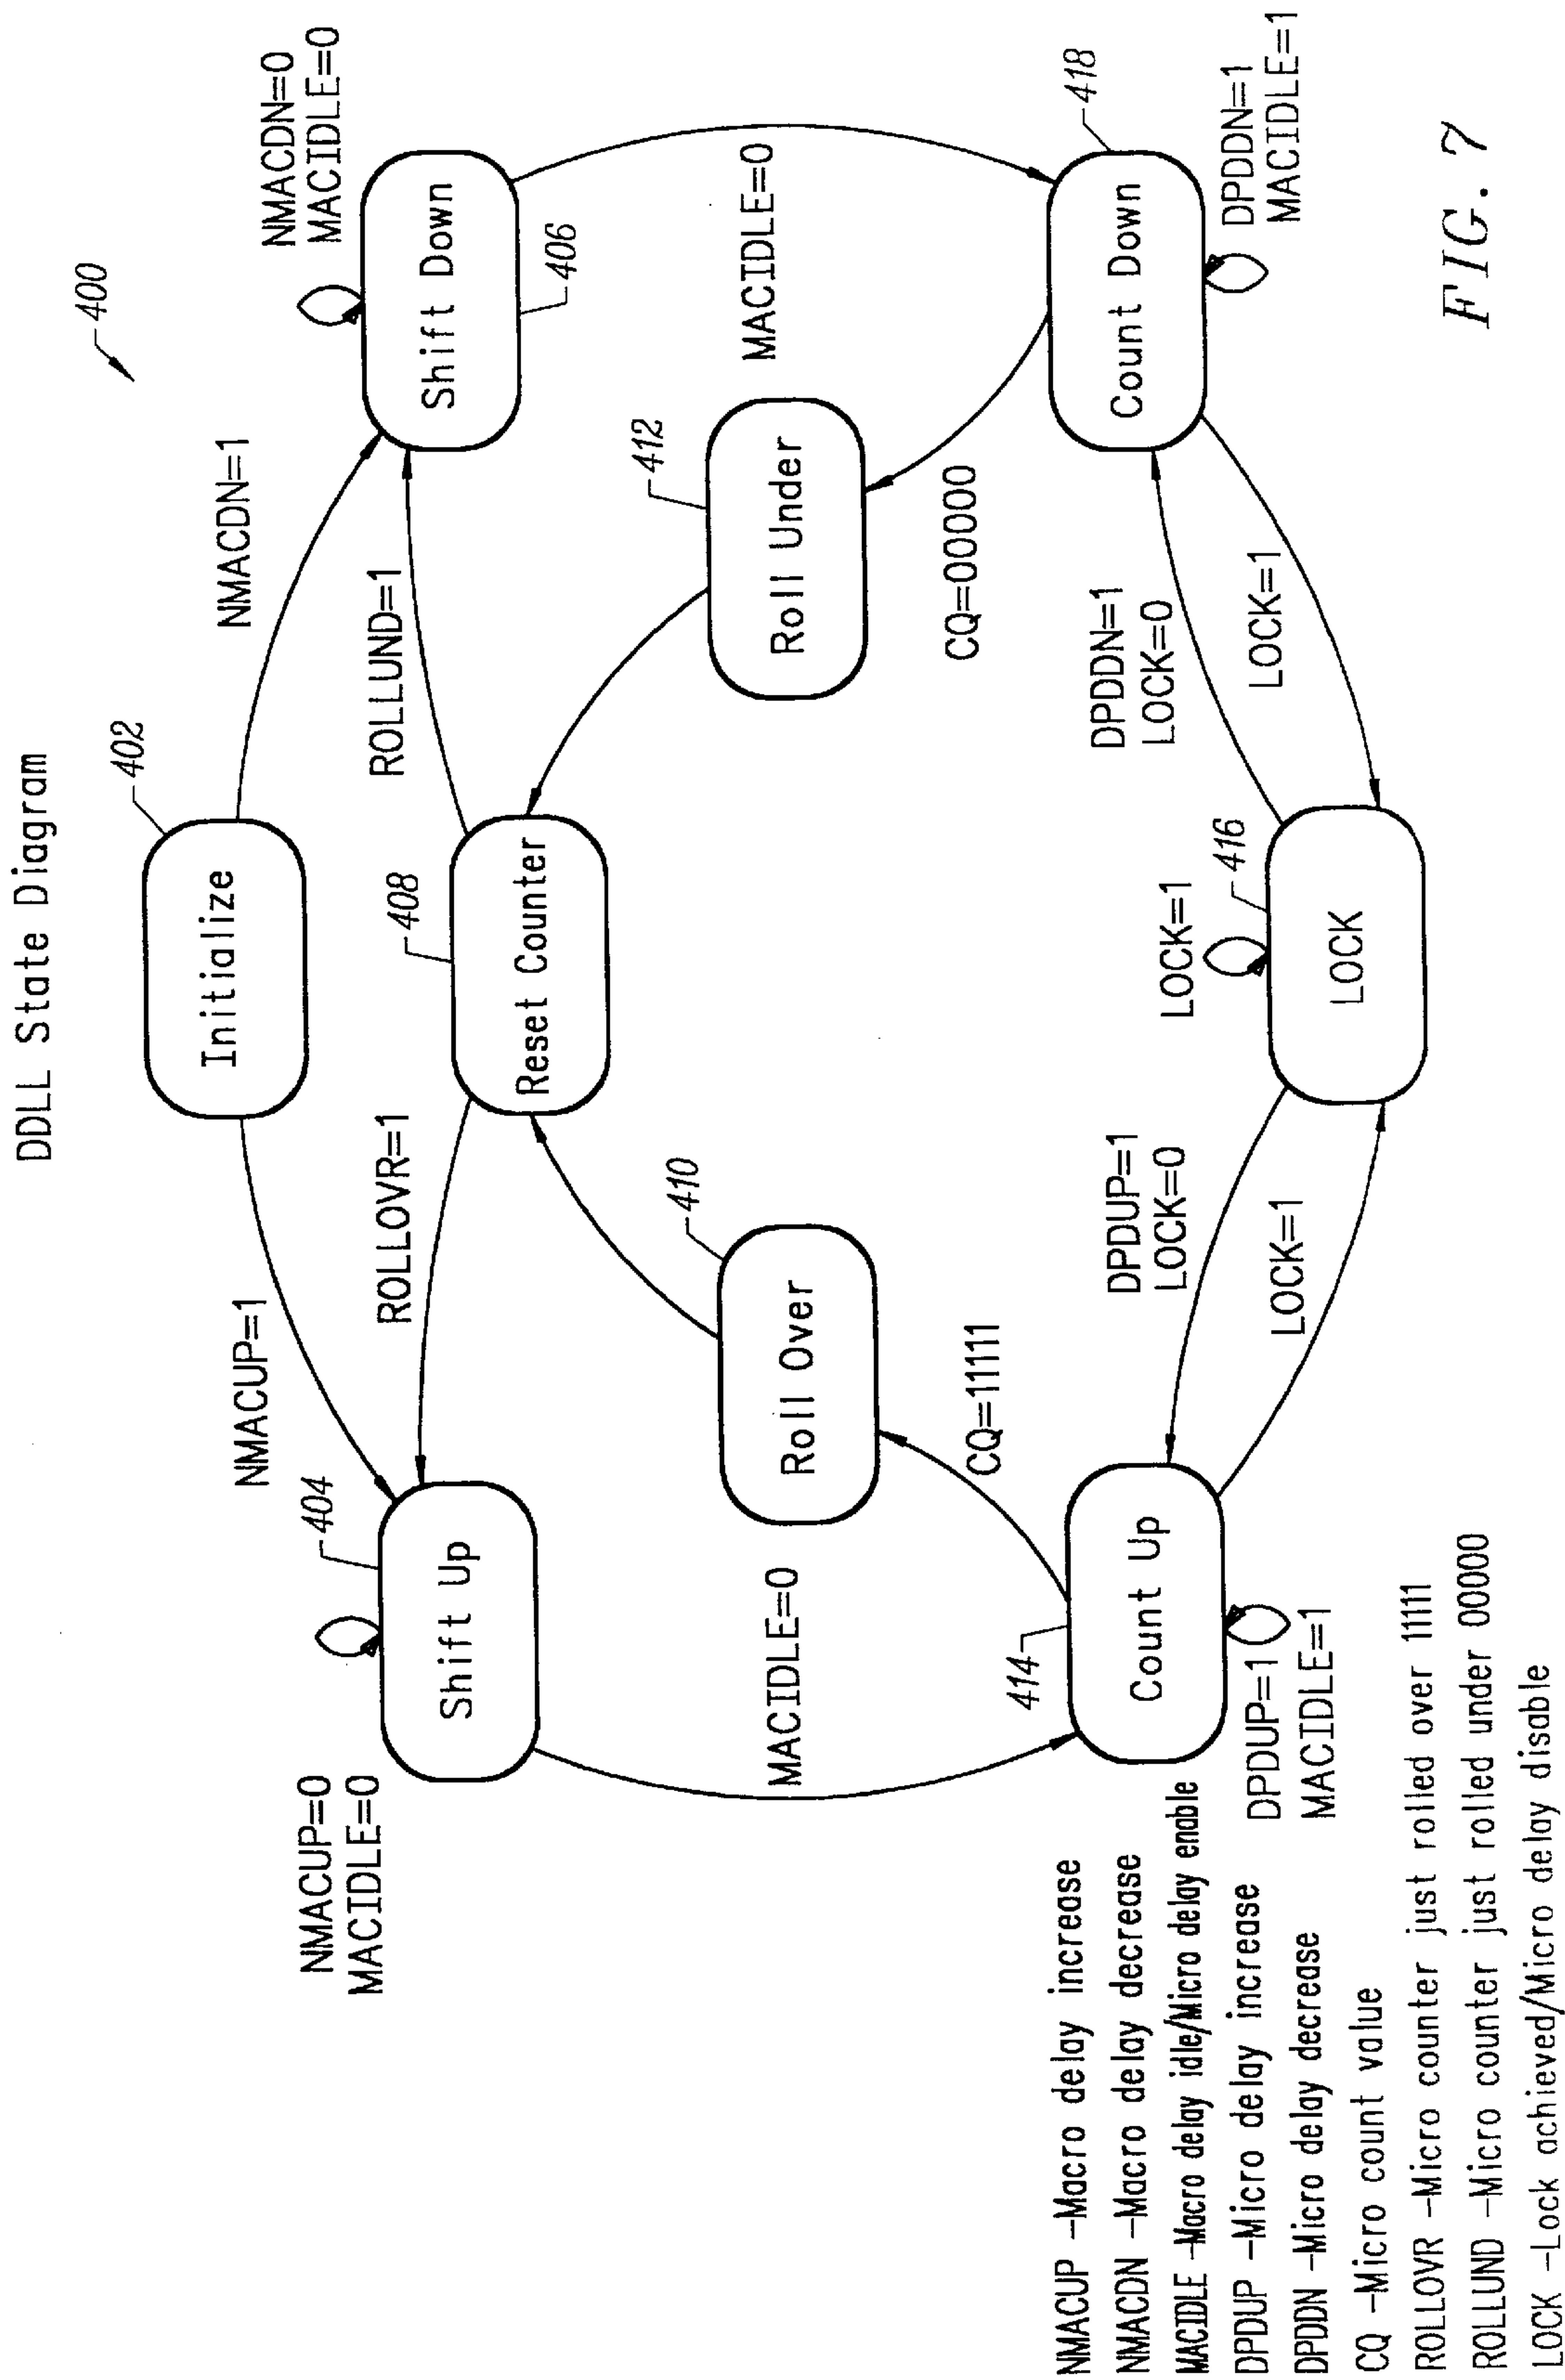 DDLL State Diagram
400
402
Initialize
NMACUP=1
NMACDN=1
NMACUP=0
MACIDLE=0
404
Shift Up
ROLLOVR=1
408
Reset Counter
ROLLUND=1
NMACDN=0
MACIDLE=0
Shift Down
406
MACIDLE=0
410
Roll Over
412
Roll Under
MACIDLE=0
CQ=11111
CQ=00000
414
Count Up
DPDUP=1
MACIDLE=1
DPDUP=1
LOCK=0
LOCK=1
LOCK=1
416
LOCK
DPDDN=1
LOCK=0
LOCK=1
418
Count Down
DPDDN=1
MACIDLE=1
NMACUP –Macro delay increase
NMACDN –Macro delay decrease
MACIDLE –Macro delay idle/Micro delay enable
DPDUP –Micro delay increase
DPDDN –Micro delay decrease
CQ –Micro count value
ROLLOVR –Micro counter just rolled over 11111
ROLLUND –Micro counter just rolled under 00000
LOCK –Lock achieved/Micro delay disable
FIG. 7